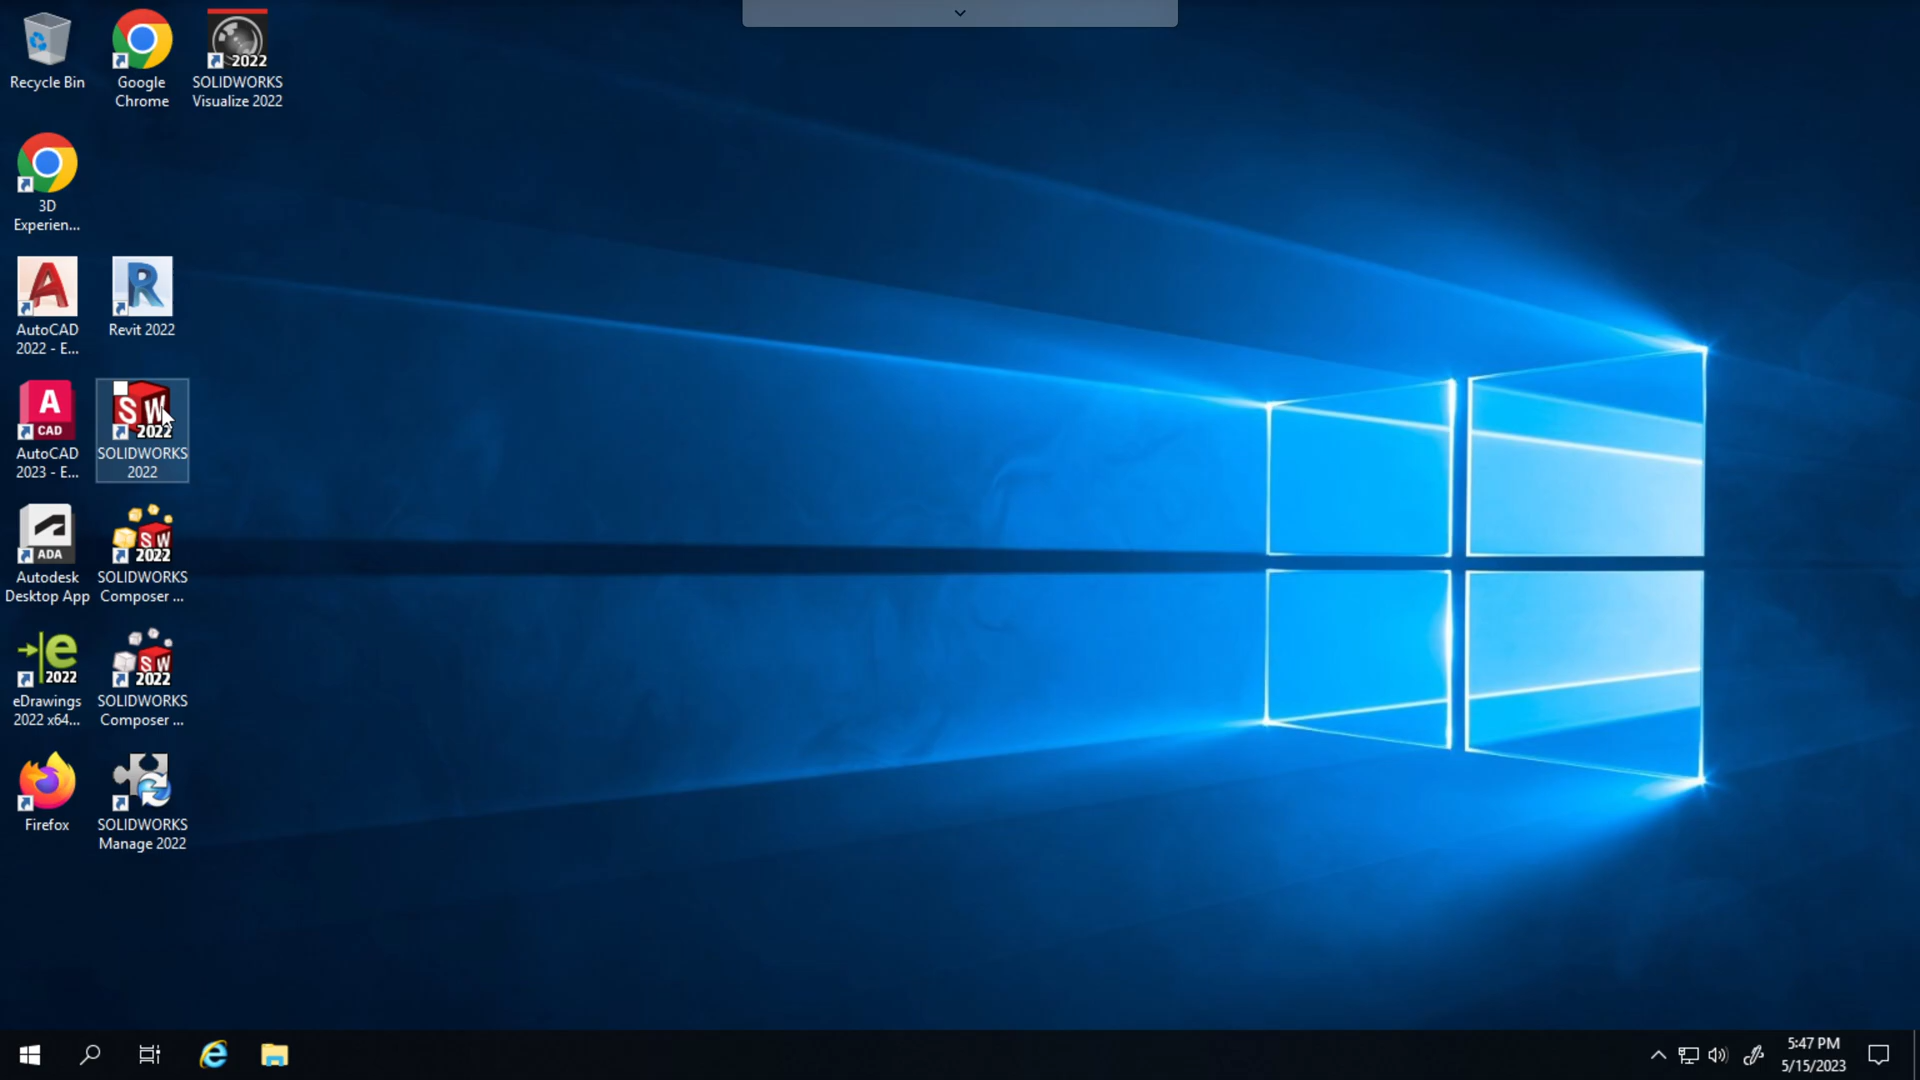 Recycle Bin
Google
Chrome
2022
SOLIDWORKS
Visualize 2022
3D
Experien...
A
AutoCAD
2022 - E...
R
Revit 2022
A
CAD
AutoCAD
2023 - E...
SW
2022
SOLIDWORKS
2022
ADA
Autodesk
Desktop App
SW
2022
SOLIDWORKS
Composer ...
e
2022
eDrawings
2022 x64...
SW
2022
SOLIDWORKS
Composer ...
Firefox
SOLIDWORKS
Manage 2022
5:47 PM
5/15/2023